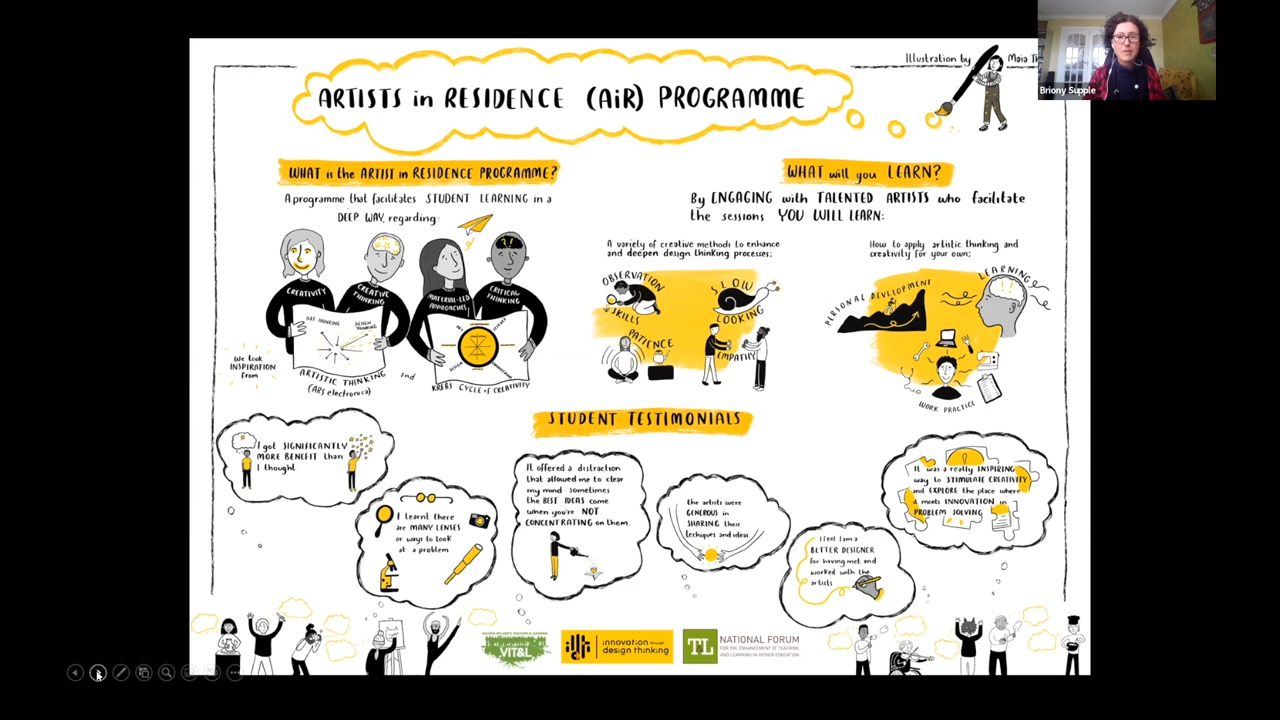 Illustration by Maia
Briony Supple
ARTISTS in RESIDENCE (AiR) PROGRAMME
WHAT is the ARTIST in RESIDENCE PROGRAMME?
A programme that facilitates STUDENT LEARNING in a
DEEP WAY, regarding:
CREATIVITY
CREATIVE
THINKING
MATERIAL-LED
APPROACHES
CRITICAL
THINKING
?!
ART THINKING
DESIGN
THINKING
We took
INSPIRATION
from
ARTISTIC THINKING
(ARS electronica)
and
KREBS CYCLE of CREATIVITY
WHAT will you LEARN?
By ENGAGING with TALENTED ARTISTS who facilitate
the sessions YOU WILL LEARN:
A variety of creative methods to enhance
and deepen design thinking processes;
OBSERVATION
SKILLS
SLOW
LOOKING
PATIENCE
EMPATHY
How to apply artistic thinking and
creativity for your own;
PERSONAL DEVELOPMENT
LEARNING
WORK PRACTICE
STUDENT TESTIMONIALS
I got SIGNIFICANTLY
MORE BENEFIT than
I thought.
I learnt there
are MANY LENSES
or ways to look
at a problem
It offered a distraction
that allowed me to clear
my mind- sometimes
the BEST IDEAS come
when you're NOT
CONCENTRATING on them.
the artists were
GENEROUS in
SHARING their
techiques and ideas
I feel I am a
BETTER DESIGNER
for having met and
worked with the
artists
It was a really INSPIRING
way to STIMULATE CREATIVITY
and EXPLORE the place where
it meets INNOVATION in
PROBLEM SOLVING
VIT&L
innovation through
design thinking
TL
NATIONAL FORUM
FOR THE ENHANCEMENT OF TEACHING
AND LEARNING IN HIGHER EDUCATION